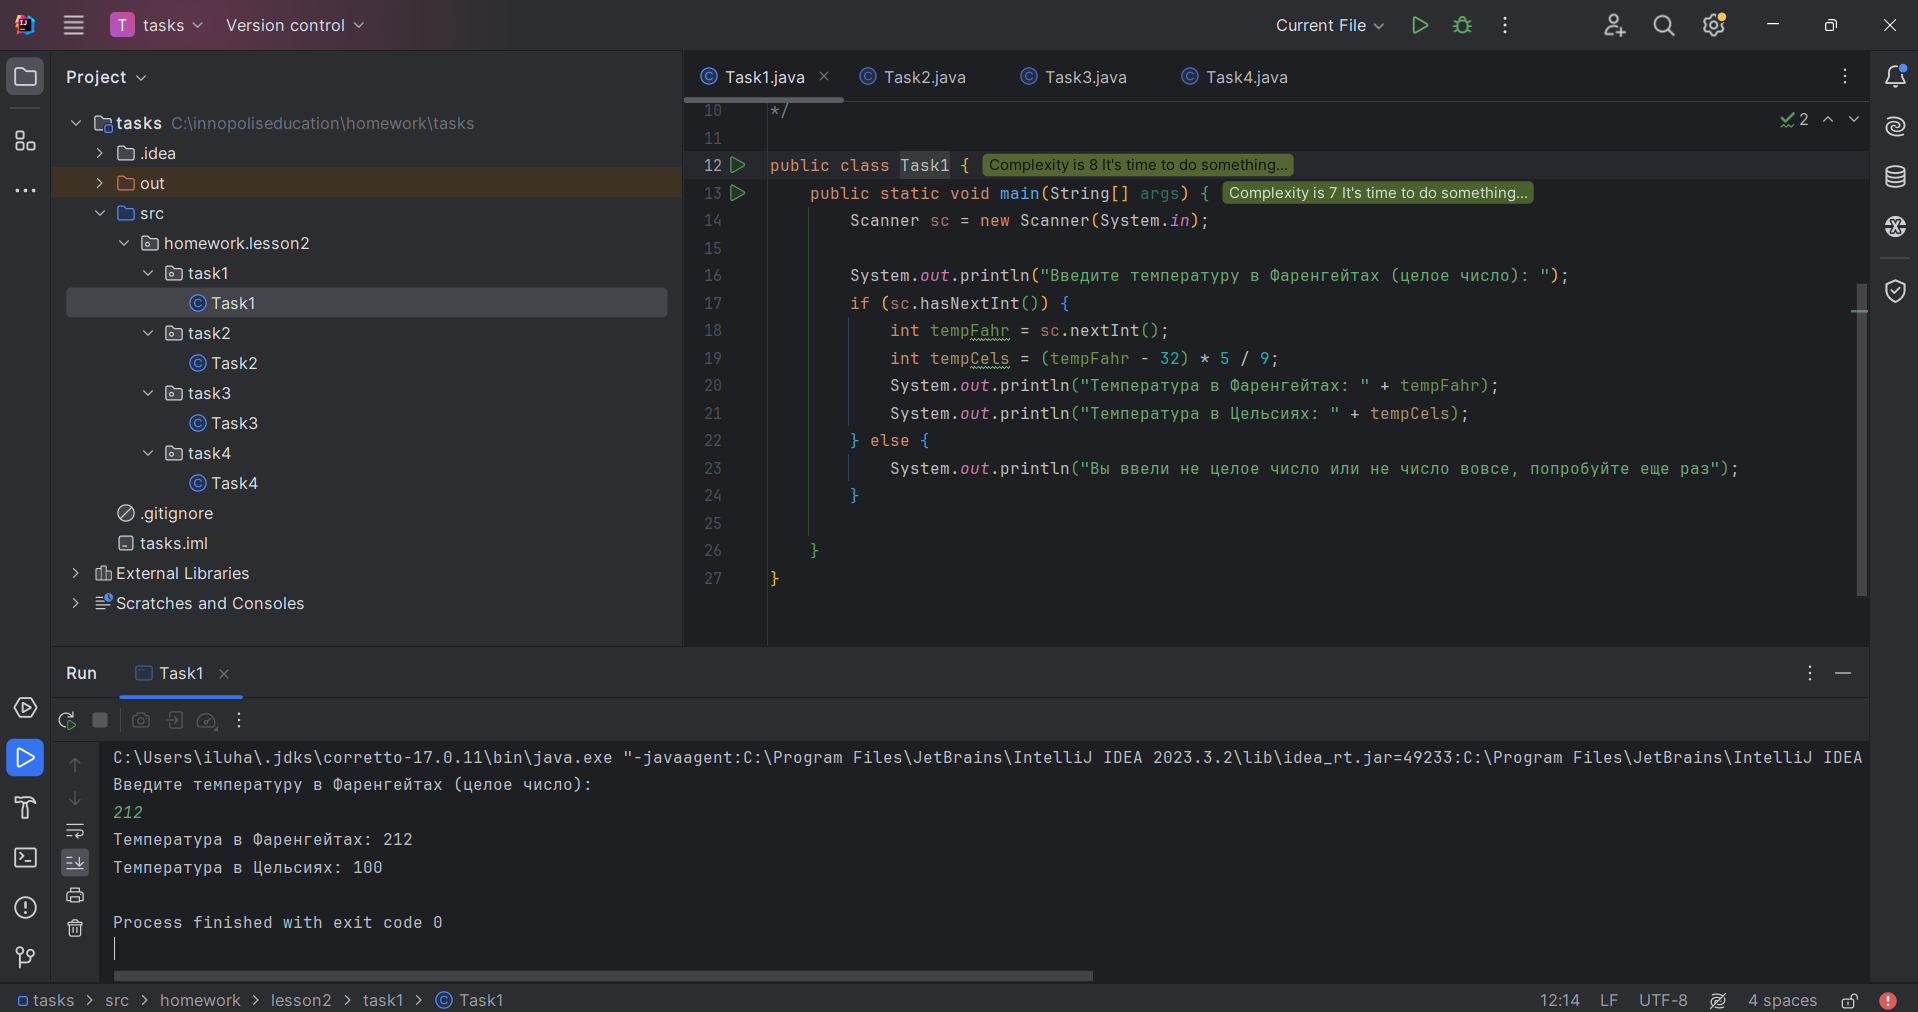 T tasks Version control Current File
Project
tasks C:\innopoliseducation\homework\tasks
.idea
out
src
homework.lesson2
task1
Task1
task2
Task2
task3
Task3
task4
Task4
.gitignore
tasks.iml
External Libraries
Scratches and Consoles
Task1.java Task2.java Task3.java Task4.java
2
10 */
11
12 public class Task1 { Complexity is 8 It's time to do something...
13 public static void main(String[] args) { Complexity is 7 It's time to do something...
14 Scanner sc = new Scanner(System.in);
15
16 System.out.println("Введите температуру в Фаренгейтах (целое число): ");
17 if (sc.hasNextInt()) {
18 int tempFahr = sc.nextInt();
19 int tempCels = (tempFahr - 32) * 5 / 9;
20 System.out.println("Температура в Фаренгейтах: " + tempFahr);
21 System.out.println("Температура в Цельсиях: " + tempCels);
22 } else {
23 System.out.println("Вы ввели не целое число или не число вовсе, попробуйте еще раз");
24 }
25
26 }
27 }
Run Task1
C:\Users\iluha\.jdks\corretto-17.0.11\bin\java.exe "-javaagent:C:\Program Files\JetBrains\IntelliJ IDEA 2023.3.2\lib\idea_rt.jar=49233:C:\Program Files\JetBrains\IntelliJ IDEA
Введите температуру в Фаренгейтах (целое число):
212
Температура в Фаренгейтах: 212
Температура в Цельсиях: 100
Process finished with exit code 0
tasks > src > homework > lesson2 > task1 > Task1 12:14 LF UTF-8 4 spaces